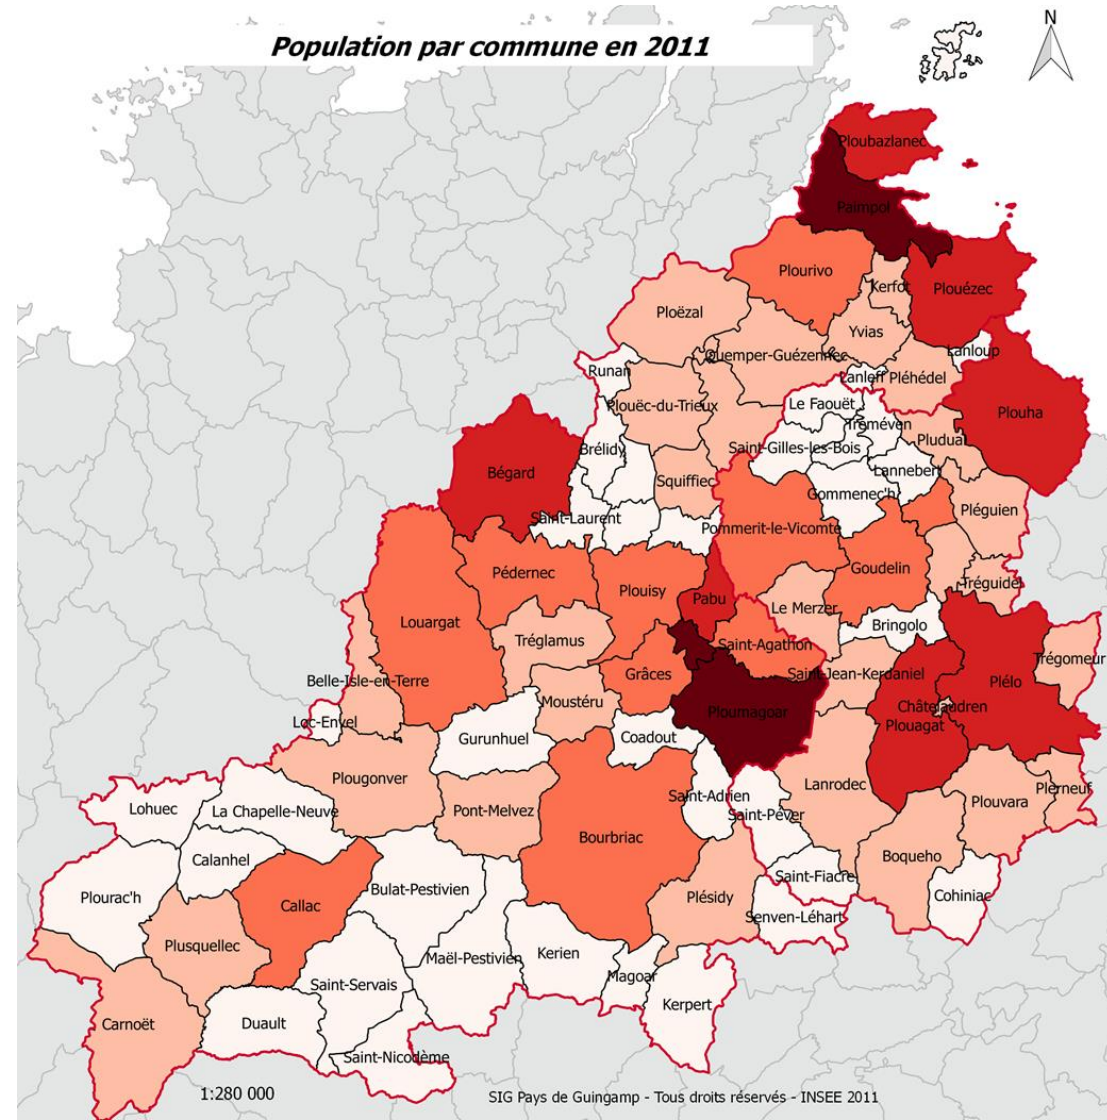 Population par commune en 2011
N
Ploubazlanec
Paimpol
Plourivo
Kerfot
Plouézec
Ploëzal
Yvias
Quemper-Guézennec
Lanloup
Runan
Lanleff
Pléhédel
Plouëc-du-Trieux
Le Faouët
Plouha
Tréméven
Pludual
Saint-Gilles-les-Bois
Brélidy
Lannebert
Bégard
Squiffiec
Gommenec'h
Pléguien
Saint-Laurent
Pommerit-le-Vicomte
Goudelin
Pédernec
Tréguidel
Plouisy
Pabu
Le Merzer
Louargat
Bringolo
Tréglamus
Saint-Agathon
Trégomeur
Grâces
Saint-Jean-Kerdaniel
Belle-Isle-en-Terre
Plélo
Moustéru
Châtelaudren
Ploumagoar
Plouagat
Loc-Envel
Gurunhuel
Coadout
Plougonver
Lanrodec
Plerneuf
Saint-Adrien
Plouvara
Lohuec
La Chapelle-Neuve
Pont-Melvez
Saint-Péver
Bourbriac
Calanhel
Boqueho
Saint-Fiacre
Bulat-Pestivien
Plourac'h
Cohiniac
Plésidy
Callac
Senven-Léhart
Plusquellec
Kerien
Maël-Pestivien
Magoar
Saint-Servais
Kerpert
Carnoët
Duault
Saint-Nicodème
1:280 000
SIG Pays de Guingamp - Tous droits réservés - INSEE 2011